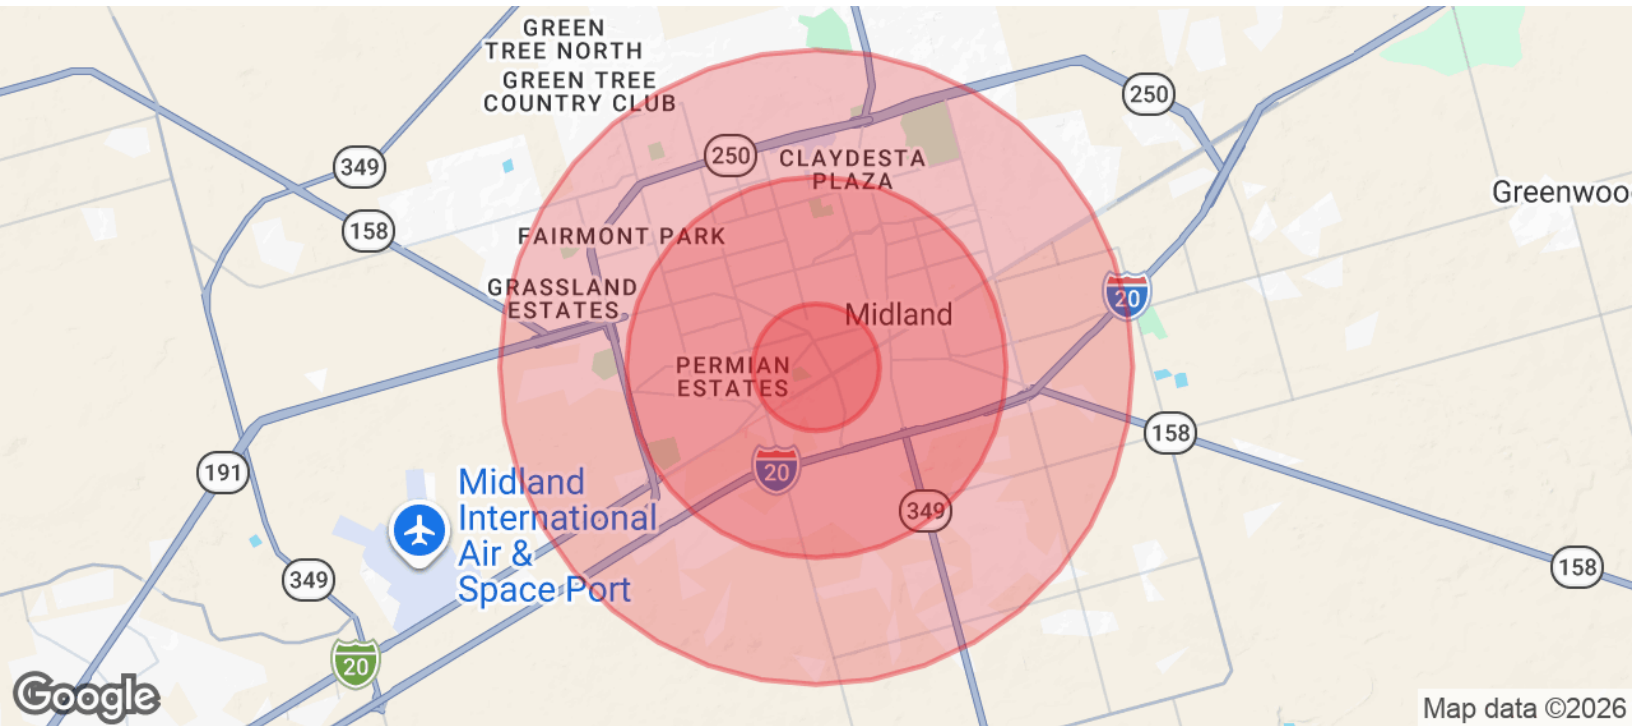 GREEN
TREE NORTH
GREEN TREE
COUNTRY CLUB
250
349
250
CLAYDESTA
PLAZA
Greenwoo
158
FAIRMONT PARK
GRASSLAND
ESTATES
20
Midland
PERMIAN
ESTATES
158
191
20
Midland
International
Air &
Space Port
349
349
158
20
Google
Map data ©2026